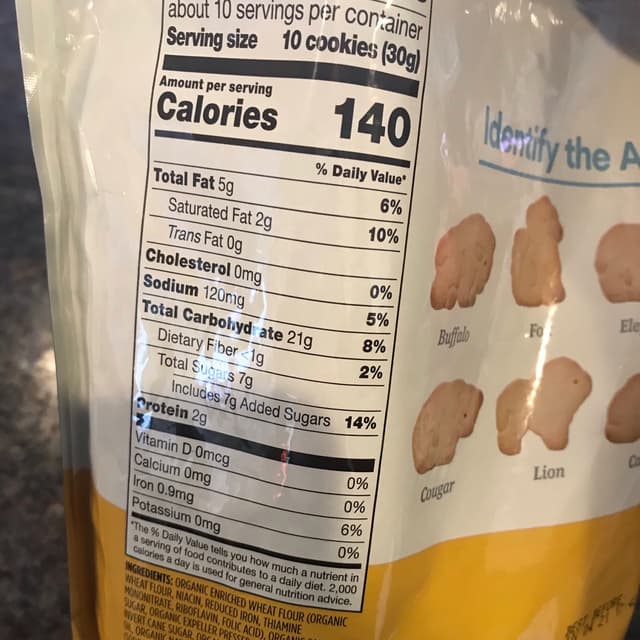 about 10 servings per container
Serving size 10 cookies (30g)
Amount per serving
Calories 140
% Daily Value*
Total Fat 5g 6%
Saturated Fat 2g 10%
Trans Fat 0g
Cholesterol 0mg 0%
Sodium 120mg 5%
Total Carbohydrate 21g 8%
Dietary Fiber <1g 2%
Total Sugars 7g
Includes 7g Added Sugars 14%
Protein 2g
Vitamin D 0mcg 0%
Calcium 0mg 0%
Iron 0.9mg 6%
Potassium 0mg 0%
*The % Daily Value tells you how much a nutrient in
a serving of food contributes to a daily diet. 2,000
calories a day is used for general nutrition advice.
INGREDIENTS: ORGANIC ENRICHED WHEAT FLOUR (ORGANIC
WHEAT FLOUR, NIACIN, REDUCED IRON, THIAMINE
MONONITRATE, RIBOFLAVIN, FOLIC ACID), ORGANIC
SUGAR, ORGANIC EXPELLER PRESSED
INVERT CANE SUGAR,
Identify the A
Buffalo Fo Ele
Cougar Lion
BEST BEFORE